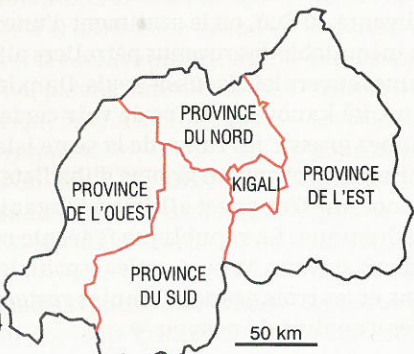 PROVINCE
DU NORD
PROVINCE
DE L'OUEST
KIGALI
PROVINCE
DE L'EST
PROVINCE
DU SUD
50 km